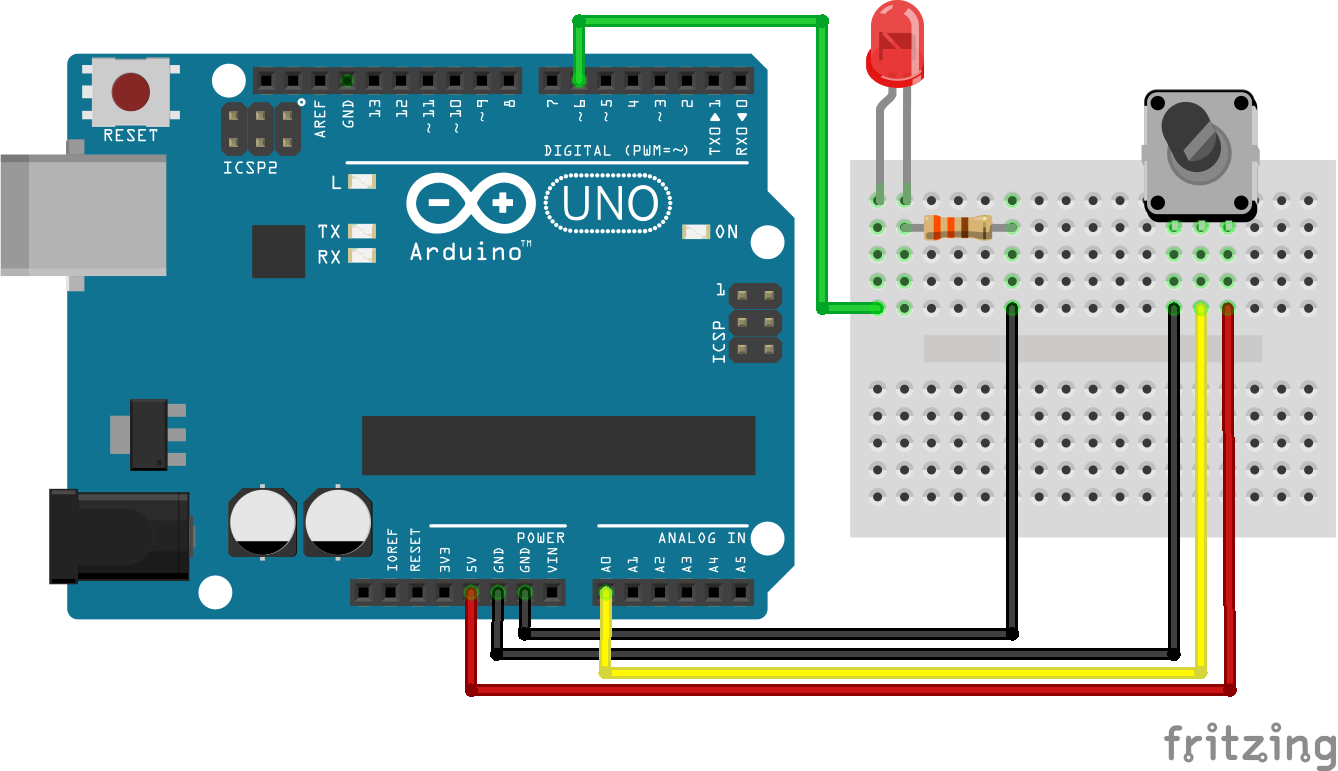 RESET
ICSP2
AREF
GND
13
12
~11
~10
~9
8
7
~6
~5
4
~3
2
TX0▶1
RX0◀0
DIGITAL (PWM=~)
L
TX
RX
UNO
Arduino™
ON
1
ICSP
IOREF
RESET
3V3
5V
GND
GND
VIN
POWER
ANALOG IN
A0
A1
A2
A3
A4
A5
fritzing